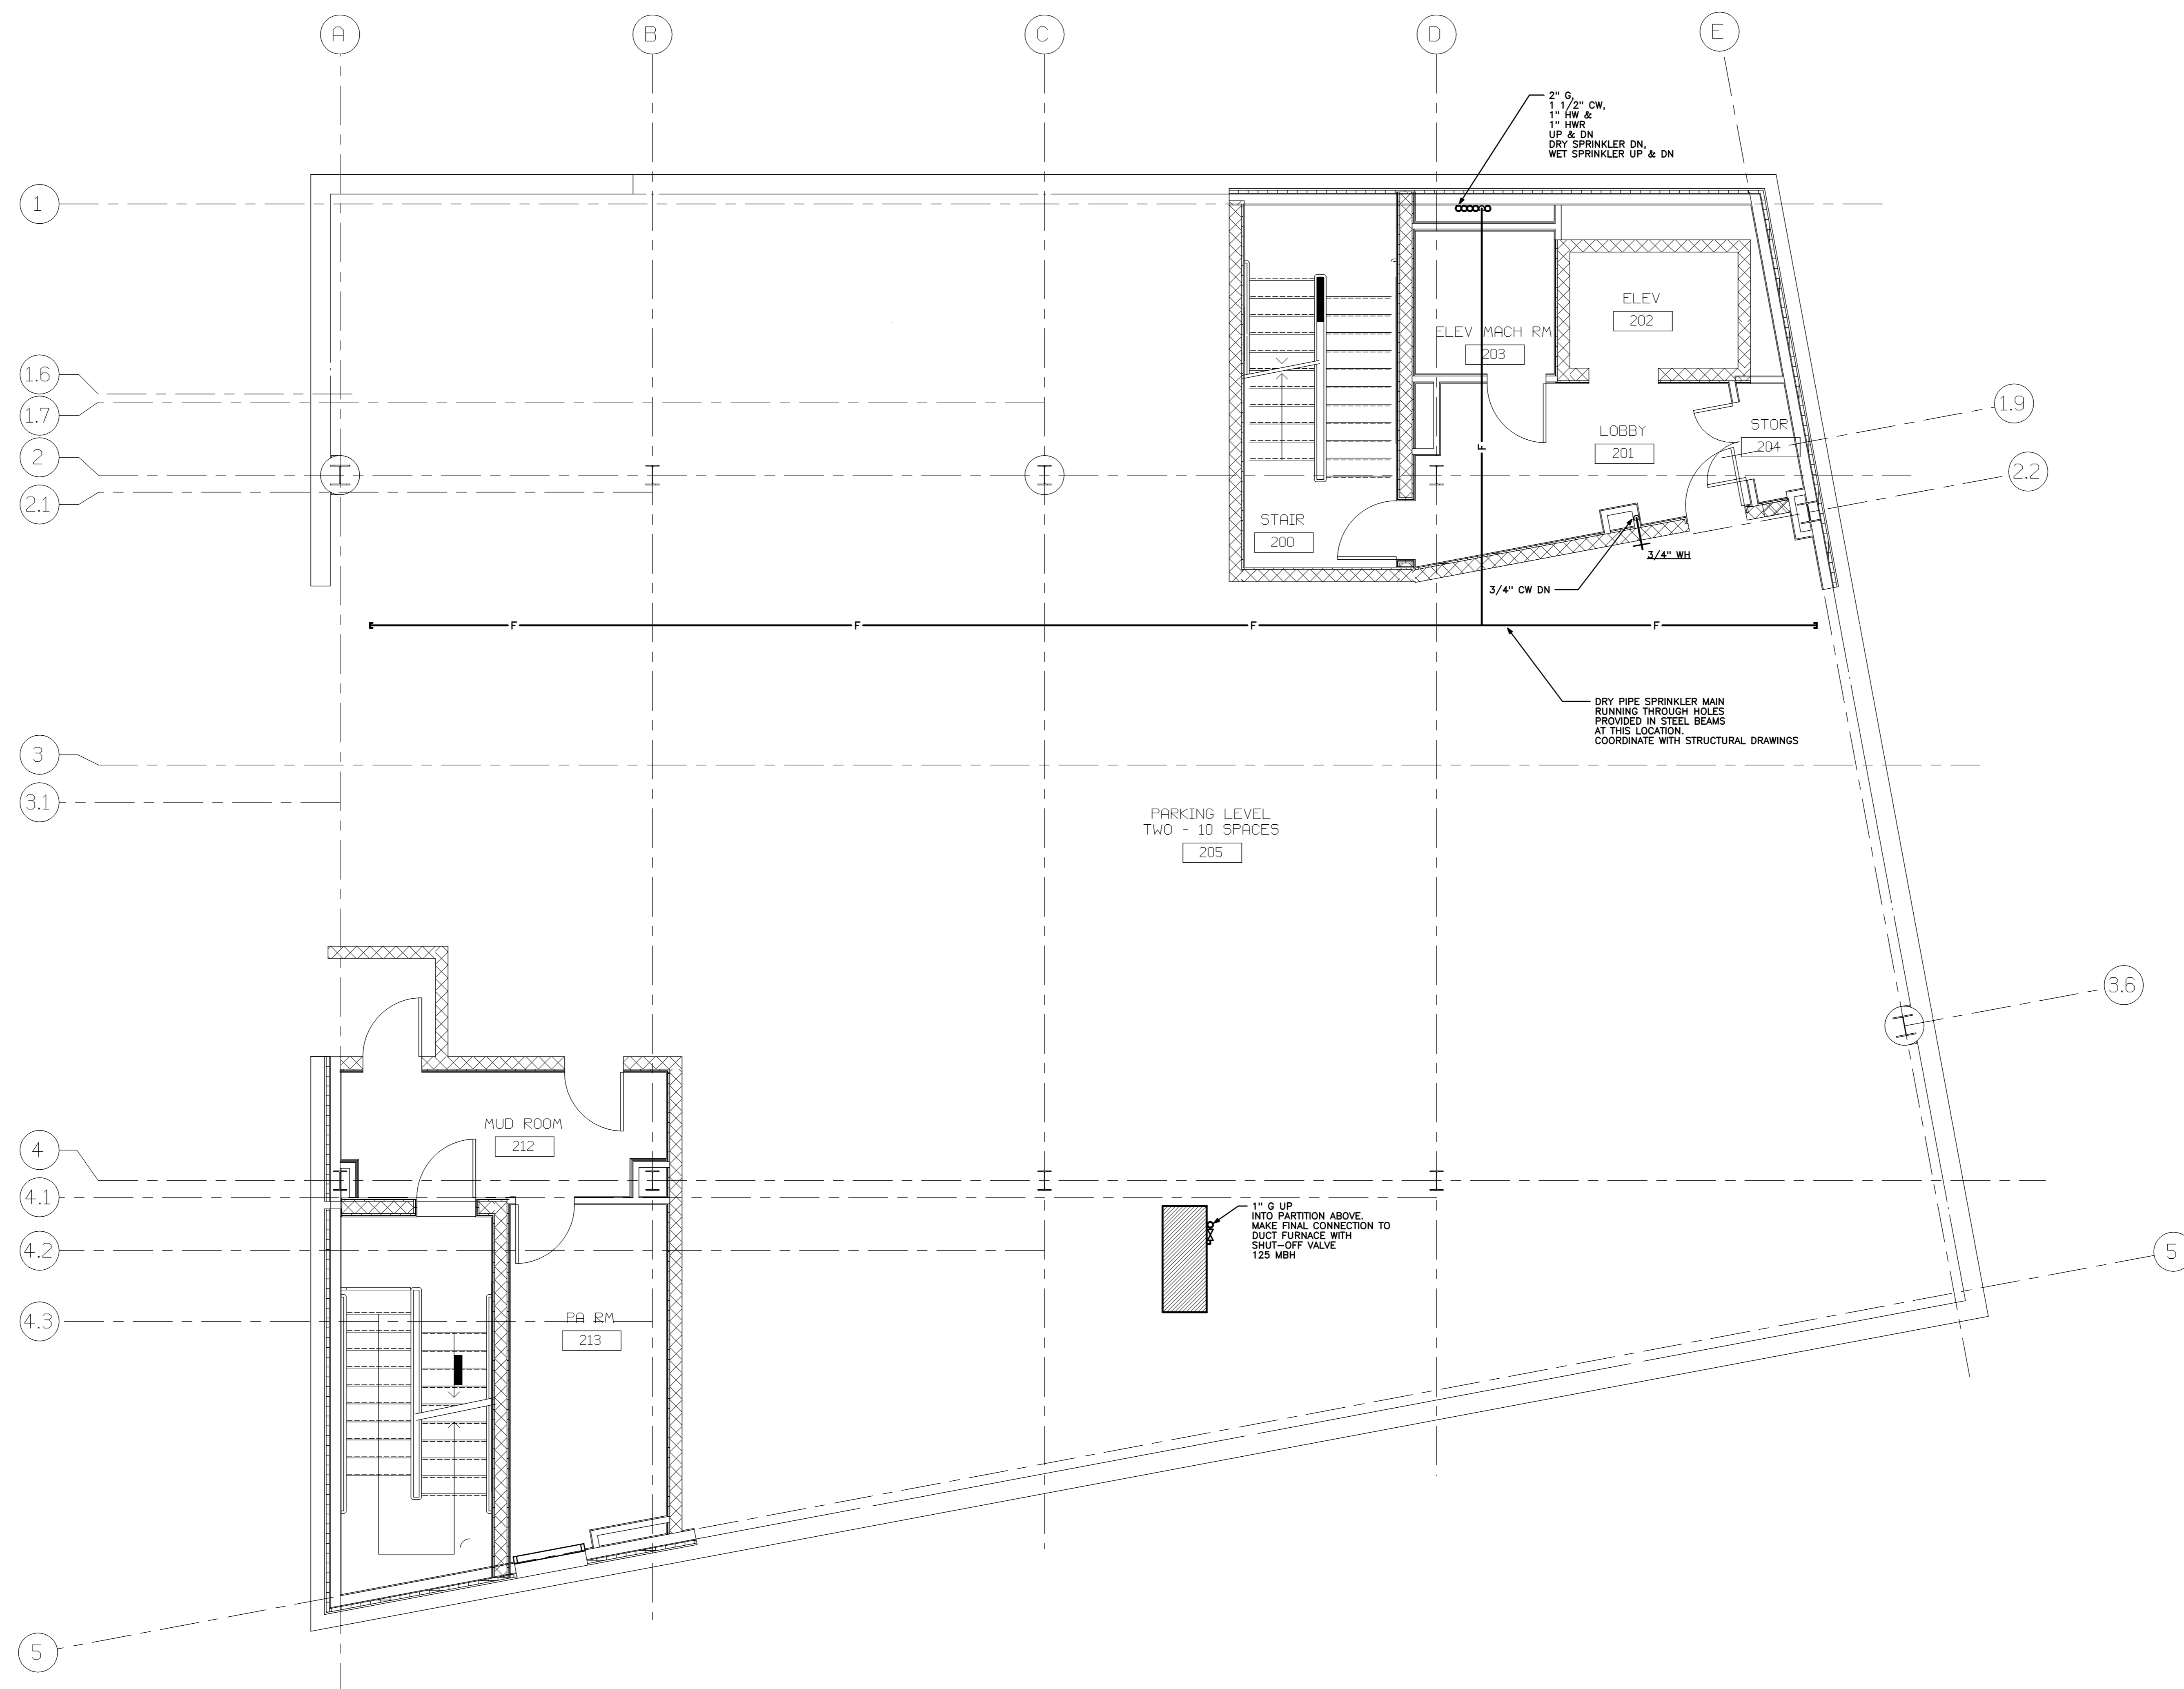 A
B
C
D
E
2" G,
1 1/2" CW,
1" HW &
1" HWR
UP & DN
DRY SPRINKLER DN,
WET SPRINKLER UP & DN
1
ELEV
202
ELEV MACH RM
203
1.6
1.7
1.9
2
LOBBY
201
STOR
204
F
2.2
2.1
STAIR
200
3/4" WH
3/4" CW DN
F
F
F
F
DRY PIPE SPRINKLER MAIN
RUNNING THROUGH HOLES
PROVIDED IN STEEL BEAMS
AT THIS LOCATION.
COORDINATE WITH STRUCTURAL DRAWINGS
3
3.1
PARKING LEVEL
TWO - 10 SPACES
205
3.6
MUD ROOM
212
4
4.1
1" G UP
INTO PARTITION ABOVE.
MAKE FINAL CONNECTION TO
DUCT FURNACE WITH
SHUT-OFF VALVE
125 MBH
4.2
5
4.3
PA RM
213
5